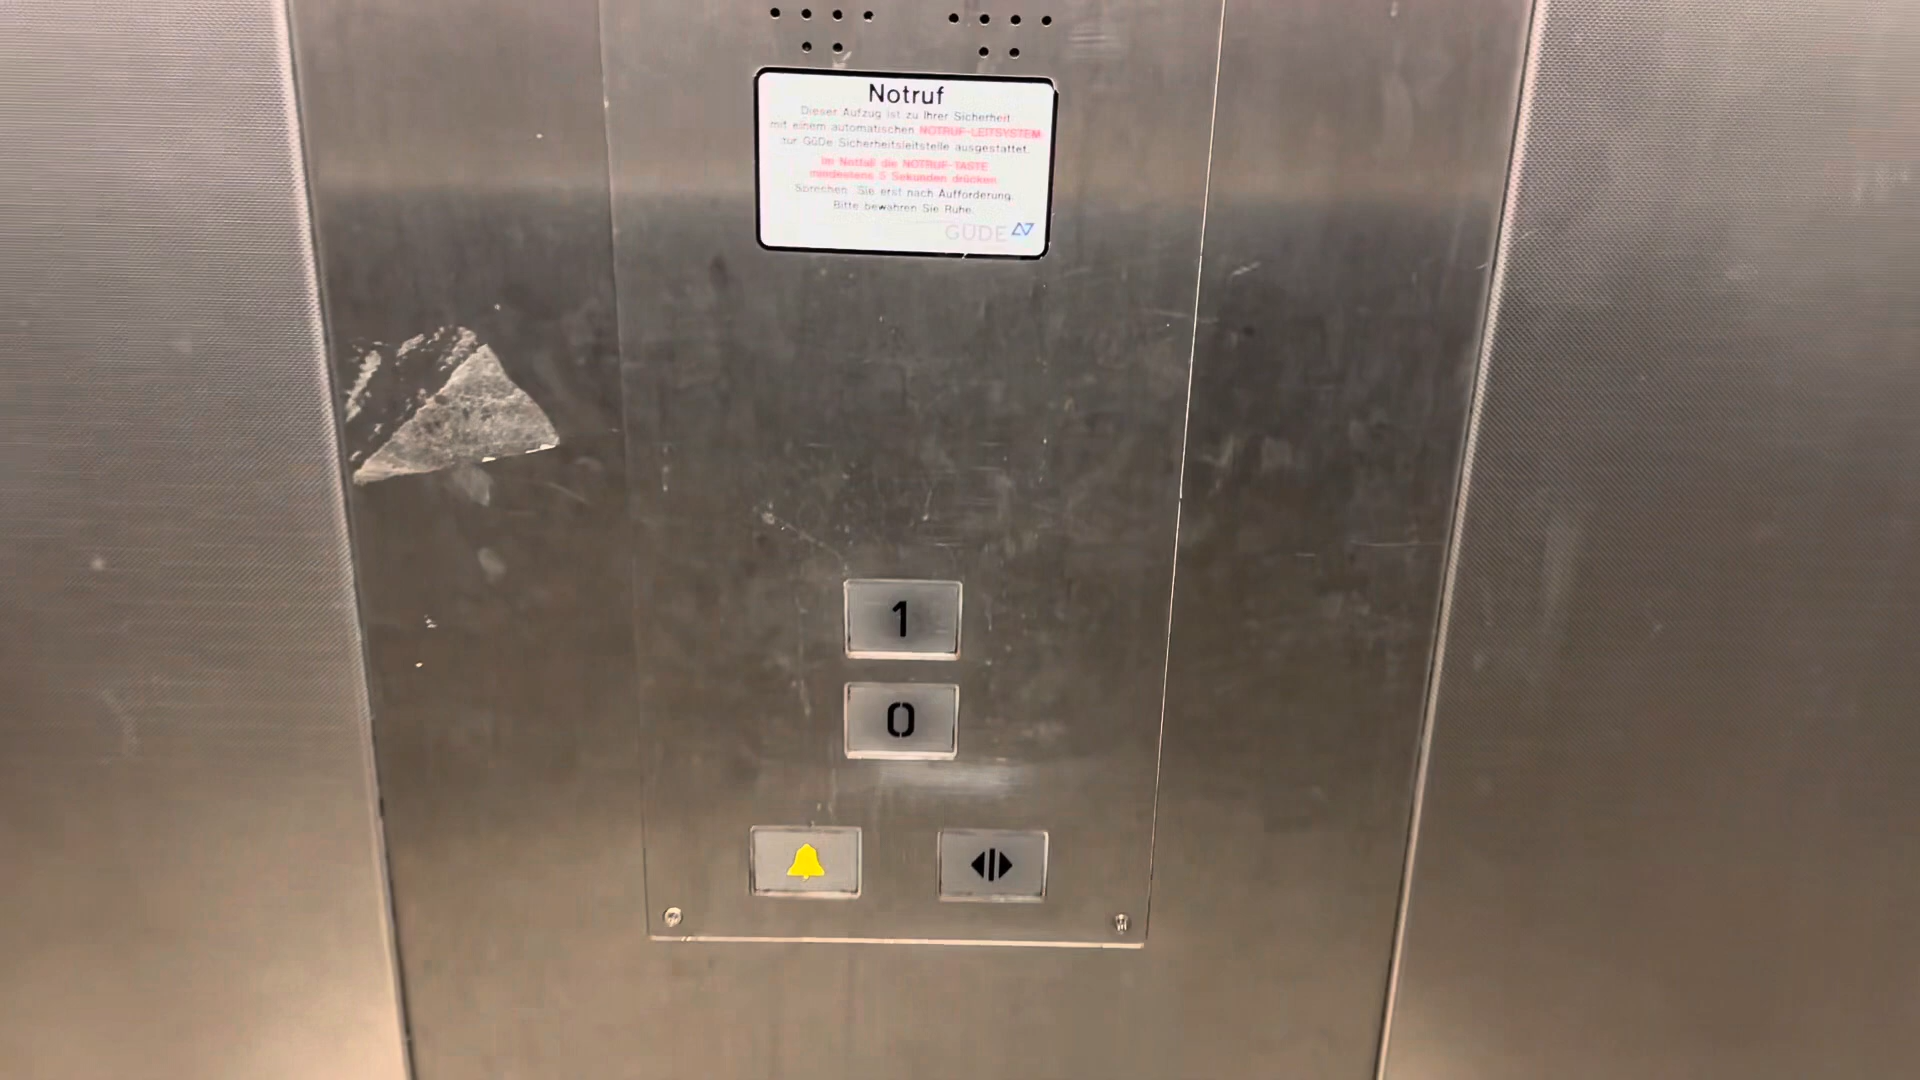 Notruf
Dieser Aufzug ist zu Ihrer Sicherheit
mit einem automatischen NOTRUF-LEITSYSTEM
zur GüDe Sicherheitsleitstelle ausgestattet.
Im Notfall die NOTRUF-TASTE
mindestens 5 Sekunden drücken.
Sprechen Sie erst nach Aufforderung.
Bitte bewahren Sie Ruhe.
GÜDE
1
0